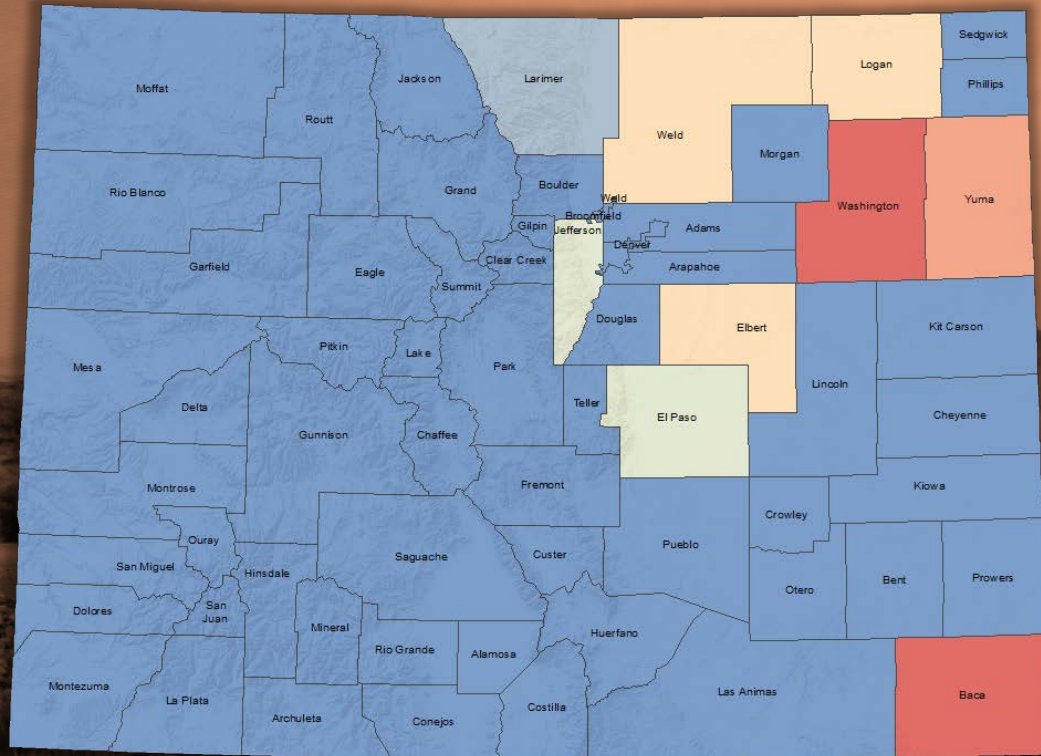 Sedgwick
Logan
Jackson
Larimer
Moffat
Phillips
Routt
Weld
Morgan
Boulder
Grand
Rio Blanco
Weld
Yuma
Washington
Broomfield
Gilpin
Jefferson
Adams
Denver
Clear Creek
Garfield
Arapahoe
Eagle
Summit
Douglas
Elbert
Kit Carson
Pitkin
Lake
Park
Mesa
Lincoln
Teller
Delta
Cheyenne
El Paso
Gunnison
Chaffee
Fremont
Kiowa
Montrose
Crowley
Ouray
Pueblo
Custer
Saguache
San Miguel
Hinsdale
Prowers
Bent
Otero
San
Juan
Dolores
Mineral
Huerfano
Rio Grande
Alamosa
Montezuma
Las Animas
Baca
La Plata
Costilla
Archuleta
Conejos